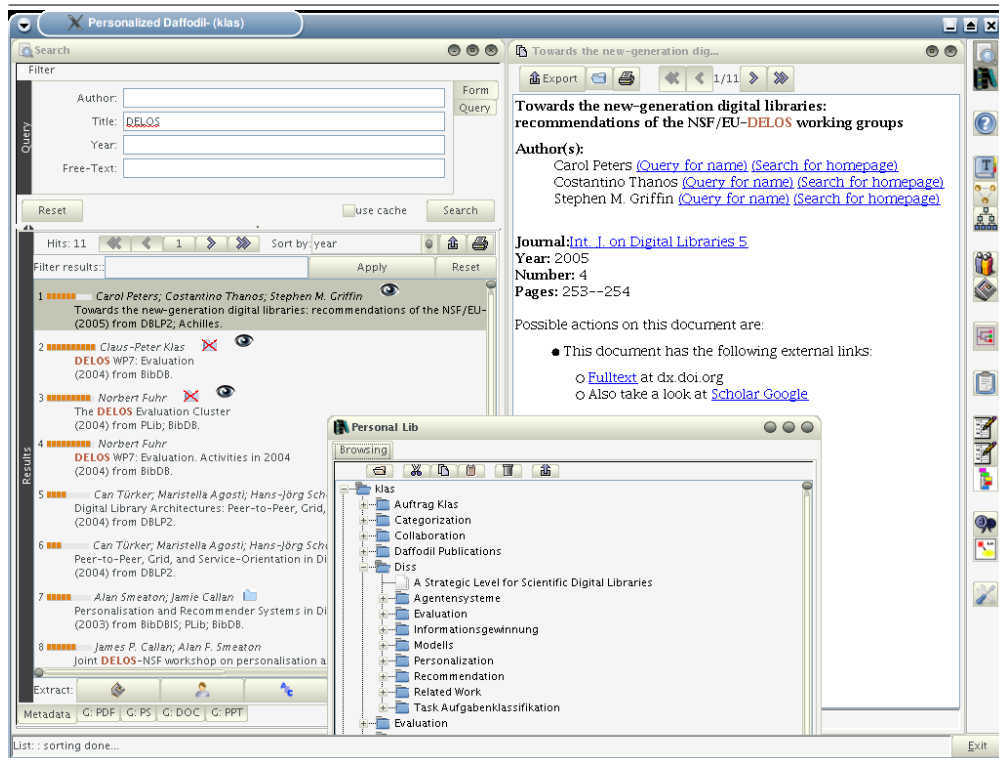 Personalized Daffodil- (klas)
Search
Filter
Query
Author:
Title: DELOS
Year:
Free-Text:
Form
Query
Reset
use cache
Search
Hits: 11
1
Sort by: year
Filter results::
Apply
Reset
Results
1 Carol Peters; Costantino Thanos; Stephen M. Griffin
Towards the new-generation digital libraries: recommendations of the NSF/EU-
(2005) from DBLP2; Achilles.
2 Claus-Peter Klas
DELOS WP7: Evaluation
(2004) from BibDB.
3 Norbert Fuhr
The DELOS Evaluation Cluster
(2004) from PLib; BibDB.
4 Norbert Fuhr
DELOS WP7: Evaluation. Activities in 2004
(2004) from BibDB.
5 Can Türker; Maristella Agosti; Hans-Jörg Sch
Digital Library Architectures: Peer-to-Peer, Grid,
(2004) from DBLP2.
6 Can Türker; Maristella Agosti; Hans-Jörg Sch
Peer-to-Peer, Grid, and Service-Orientation in Di
(2004) from DBLP2.
7 Alan Smeaton; Jamie Callan
Personalisation and Recommender Systems in Di
(2003) from BibDBIS; PLib; BibDB.
8 James P. Callan; Alan F. Smeaton
Joint DELOS-NSF workshop on personalisation a
Extract:
Metadata G: PDF G: PS G: DOC G: PPT
List: : sorting done...
Towards the new-generation dig...
Export
1/11
Towards the new-generation digital libraries:
recommendations of the NSF/EU-DELOS working groups
Author(s):
Carol Peters (Query for name) (Search for homepage)
Costantino Thanos (Query for name) (Search for homepage)
Stephen M. Griffin (Query for name) (Search for homepage)
Journal:Int. J. on Digital Libraries 5
Year: 2005
Number: 4
Pages: 253--254
Possible actions on this document are:
This document has the following external links:
Fulltext at dx.doi.org
Also take a look at Scholar Google
Personal Lib
Browsing
klas
Auftrag Klas
Categorization
Collaboration
Daffodil Publications
Diss
A Strategic Level for Scientific Digital Libraries
Agentensysteme
Evaluation
Informationsgewinnung
Modells
Personalization
Recommendation
Related Work
Task Aufgabenklassifikation
Evaluation
Exit